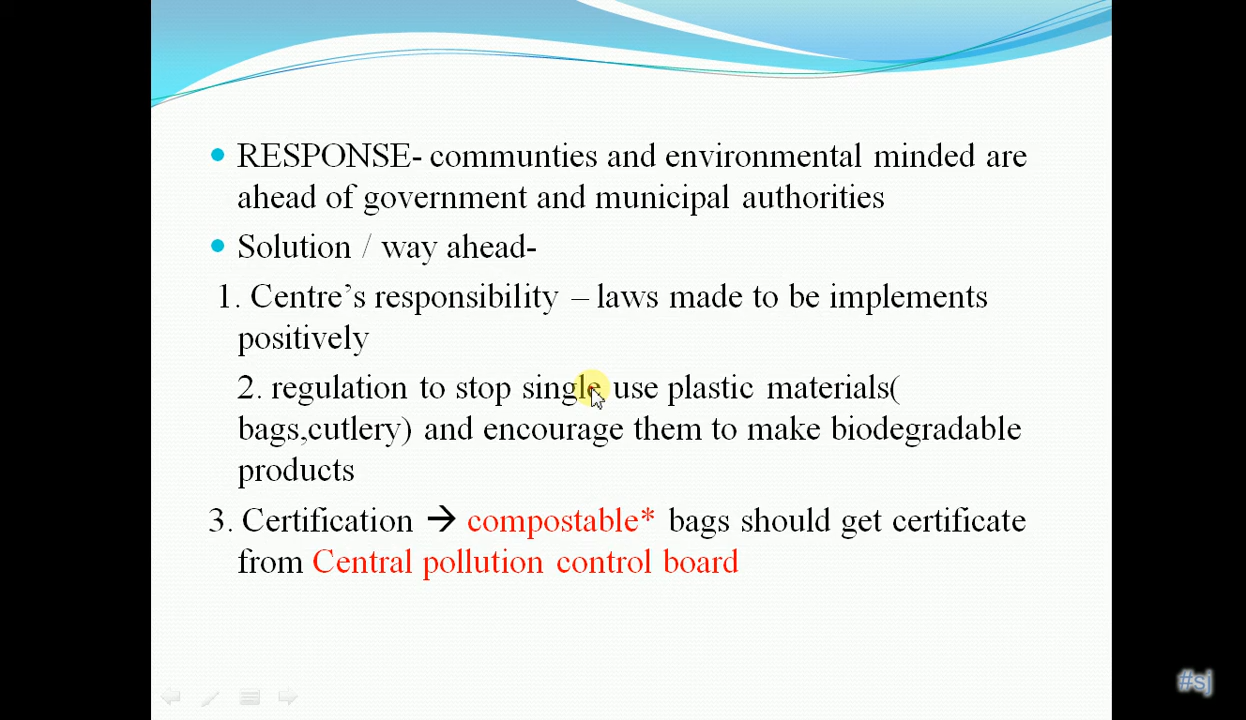 RESPONSE- communties and environmental minded are
ahead of government and municipal authorities
Solution / way ahead-
1. Centre’s responsibility – laws made to be implements
positively
2. regulation to stop single use plastic materials(
bags,cutlery) and encourage them to make biodegradable
products
3. Certification → compostable* bags should get certificate
from Central pollution control board
#sj